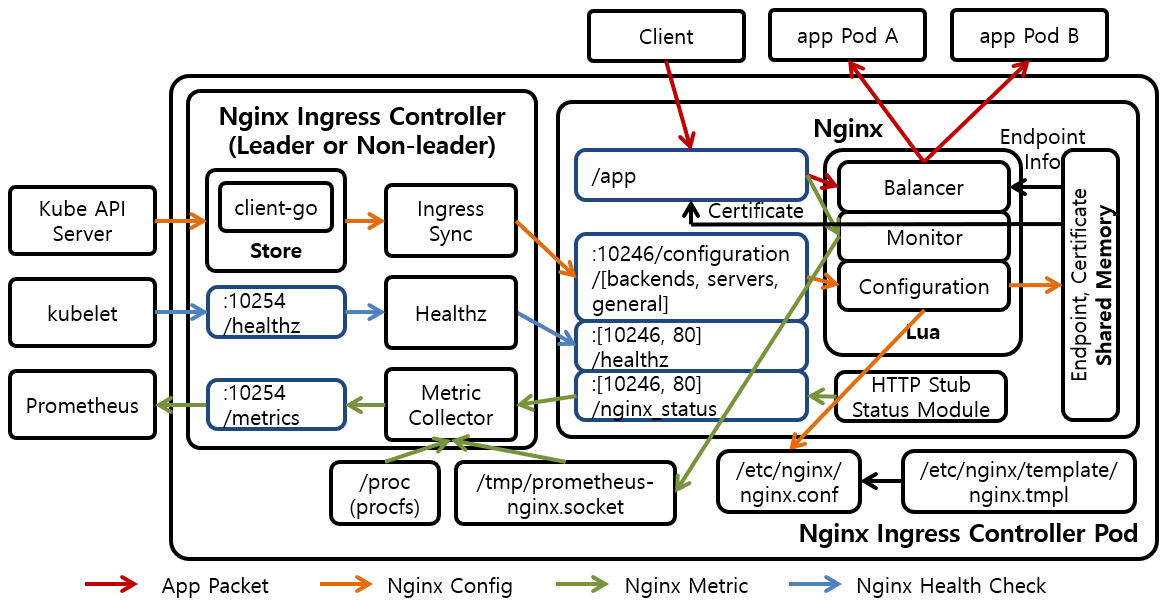 Client
app Pod A
app Pod B
Nginx Ingress Controller
(Leader or Non-leader)
Nginx
Endpoint
Info
/app
Balancer
Kube API
Server
client-go
Store
Ingress
Sync
Certificate
Monitor
:10246/configuration
/[backends, servers,
general]
Configuration
Lua
Endpoint, Certificate
Shared Memory
kubelet
:10254
/healthz
Healthz
:[10246, 80]
/healthz
Prometheus
:10254
/metrics
Metric
Collector
:[10246, 80]
/nginx_status
HTTP Stub
Status Module
/proc
(procfs)
/tmp/prometheus-
nginx.socket
/etc/nginx/
nginx.conf
/etc/nginx/template/
nginx.tmpl
Nginx Ingress Controller Pod
App Packet
Nginx Config
Nginx Metric
Nginx Health Check